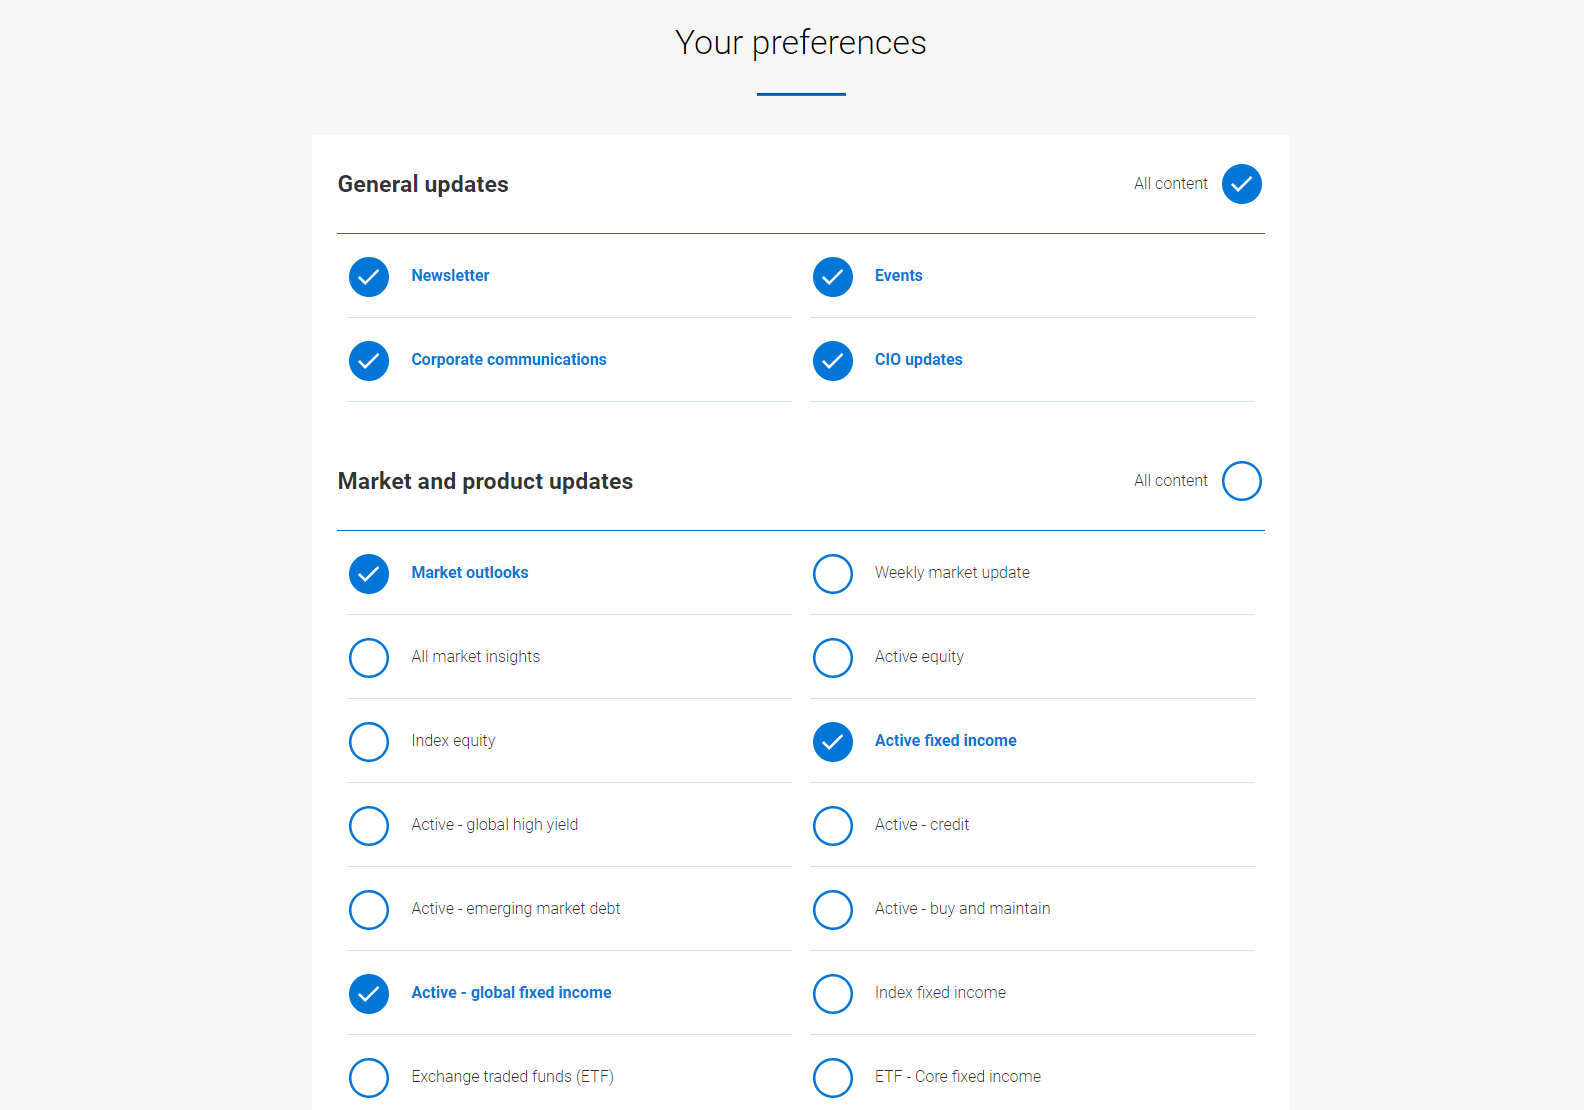 Your preferences
General updates
All content
Newsletter
Events
Corporate communications
CIO updates
Market and product updates
All content
Market outlooks
Weekly market update
All market insights
Active equity
Index equity
Active fixed income
Active - global high yield
Active - credit
Active - emerging market debt
Active - buy and maintain
Active - global fixed income
Index fixed income
Exchange traded funds (ETF)
ETF - Core fixed income